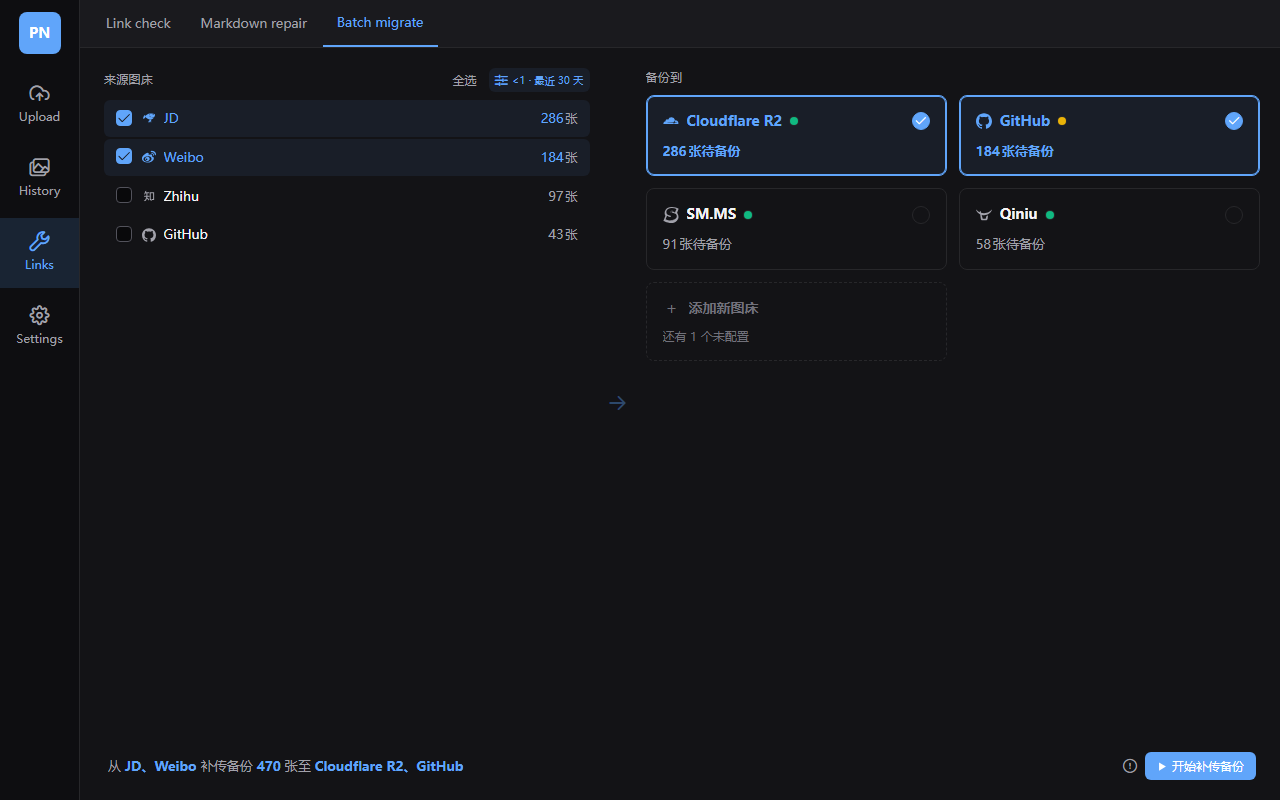 PN
Upload
History
Links
Settings
Link check
Markdown repair
Batch migrate
来源图床
全选
<1 · 最近 30 天
JD
286张
Weibo
184张
知 Zhihu
97张
GitHub
43张
备份到
Cloudflare R2
286张待备份
GitHub
184张待备份
SM.MS
91张待备份
Qiniu
58张待备份
+ 添加新图床
还有 1 个未配置
从 JD、Weibo 补传备份 470 张至 Cloudflare R2、GitHub
开始补传备份